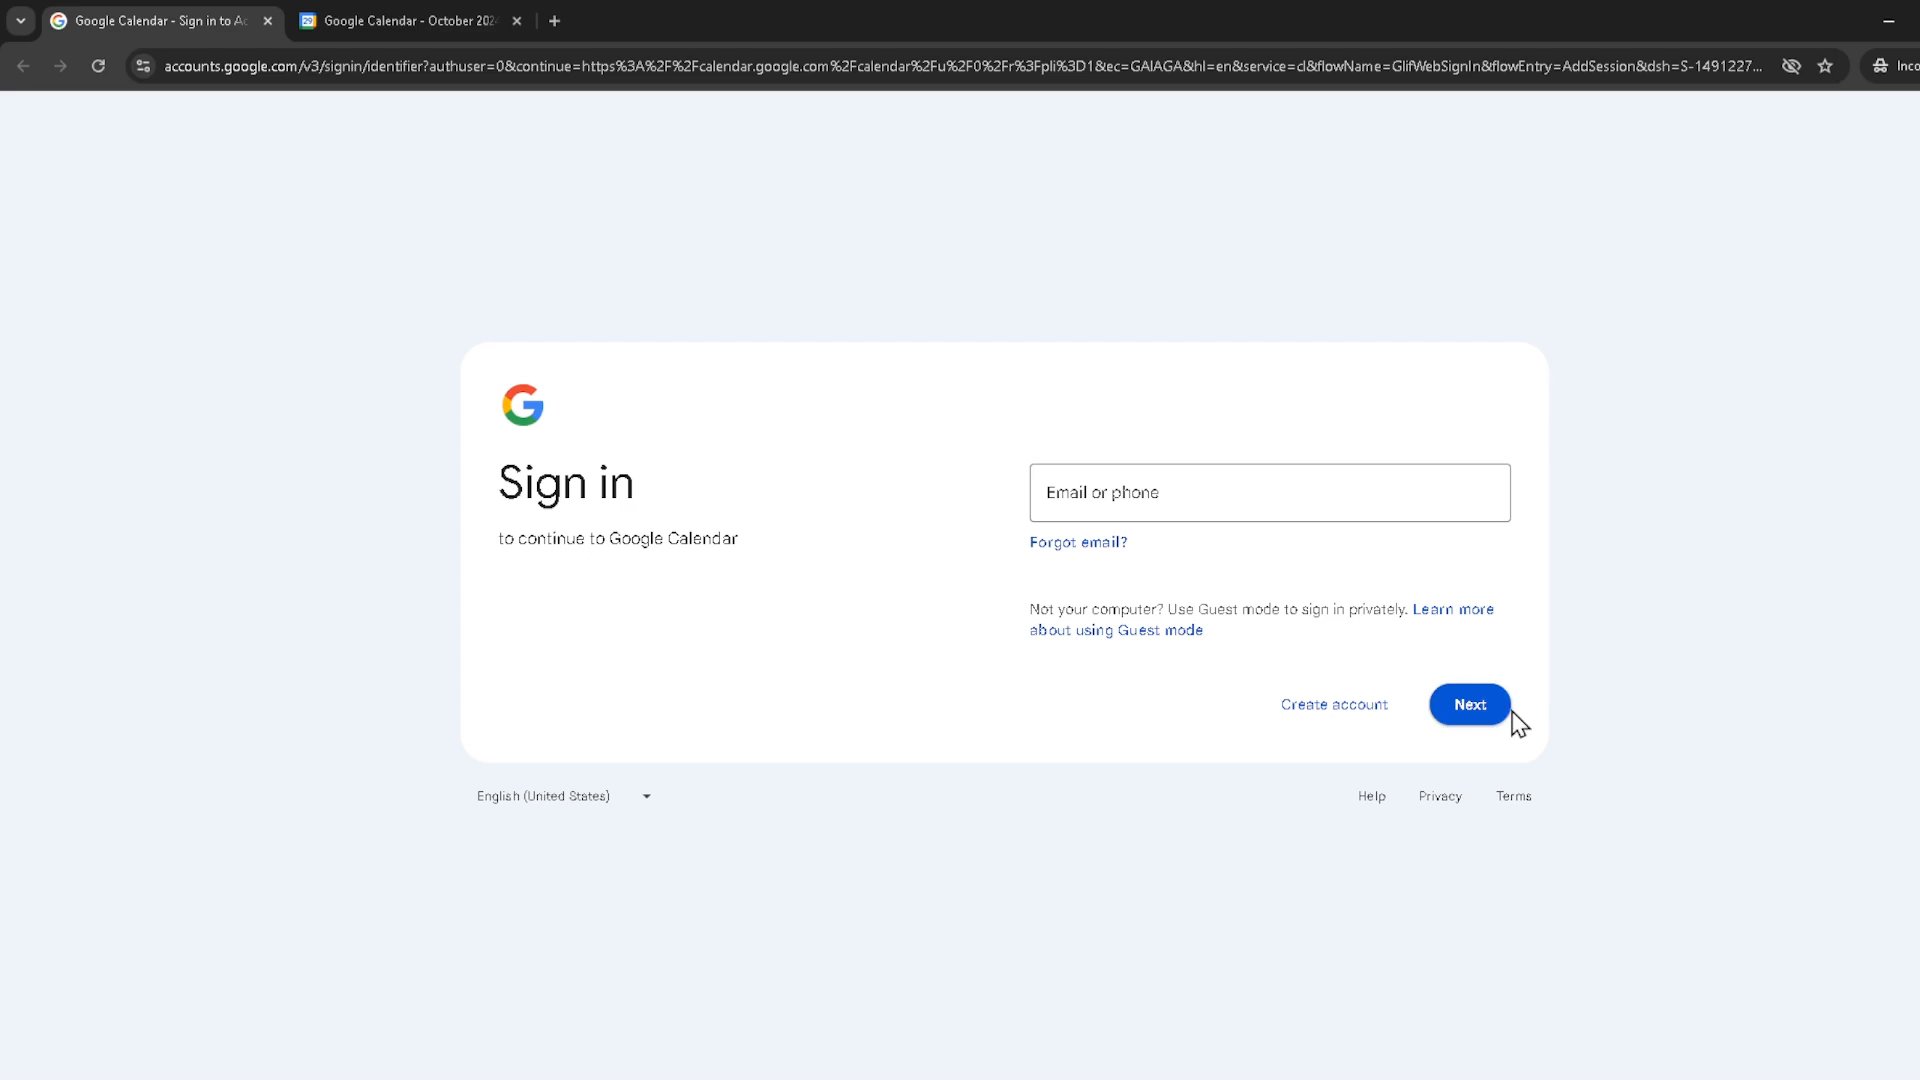 Google Calendar - Sign in to Ac
Google Calendar - October 202
accounts.google.com/v3/signin/identifier?authuser=0&continue=https%3A%2F%2Fcalendar.google.com%2Fcalendar%2Fu%2F0%2Fr%3Fpli%3D1&ec=GAlAGA&hl=en&service=cl&flowName=GlifWebSignIn&flowEntry=AddSession&dsh=S-1491227...
Inco
Sign in
to continue to Google Calendar
Email or phone
Forgot email?
Not your computer? Use Guest mode to sign in privately. Learn more
about using Guest mode
Create account
Next
English (United States)
Help
Privacy
Terms